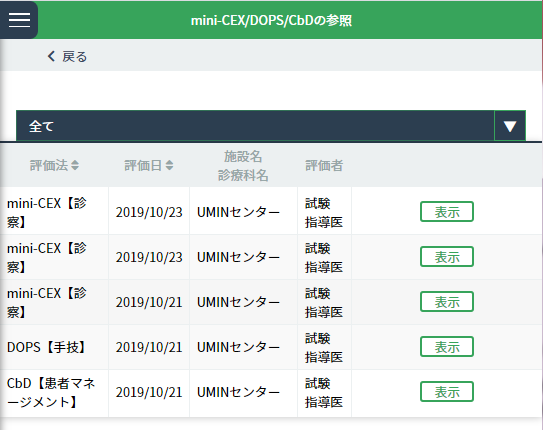 mini-CEX/DOPS/CbDの参照
戻る
全て ▼
評価法 評価日 施設名 評価者
診療科名
mini-CEX【診 2019/10/23 UMINセンター 試験 表示
察】 指導医
mini-CEX【診 2019/10/23 UMINセンター 試験 表示
察】 指導医
mini-CEX【診 2019/10/21 UMINセンター 試験 表示
察】 指導医
DOPS【手技】 2019/10/21 UMINセンター 試験 表示
指導医
CbD【患者マネ 2019/10/21 UMINセンター 試験 表示
ージメント】 指導医